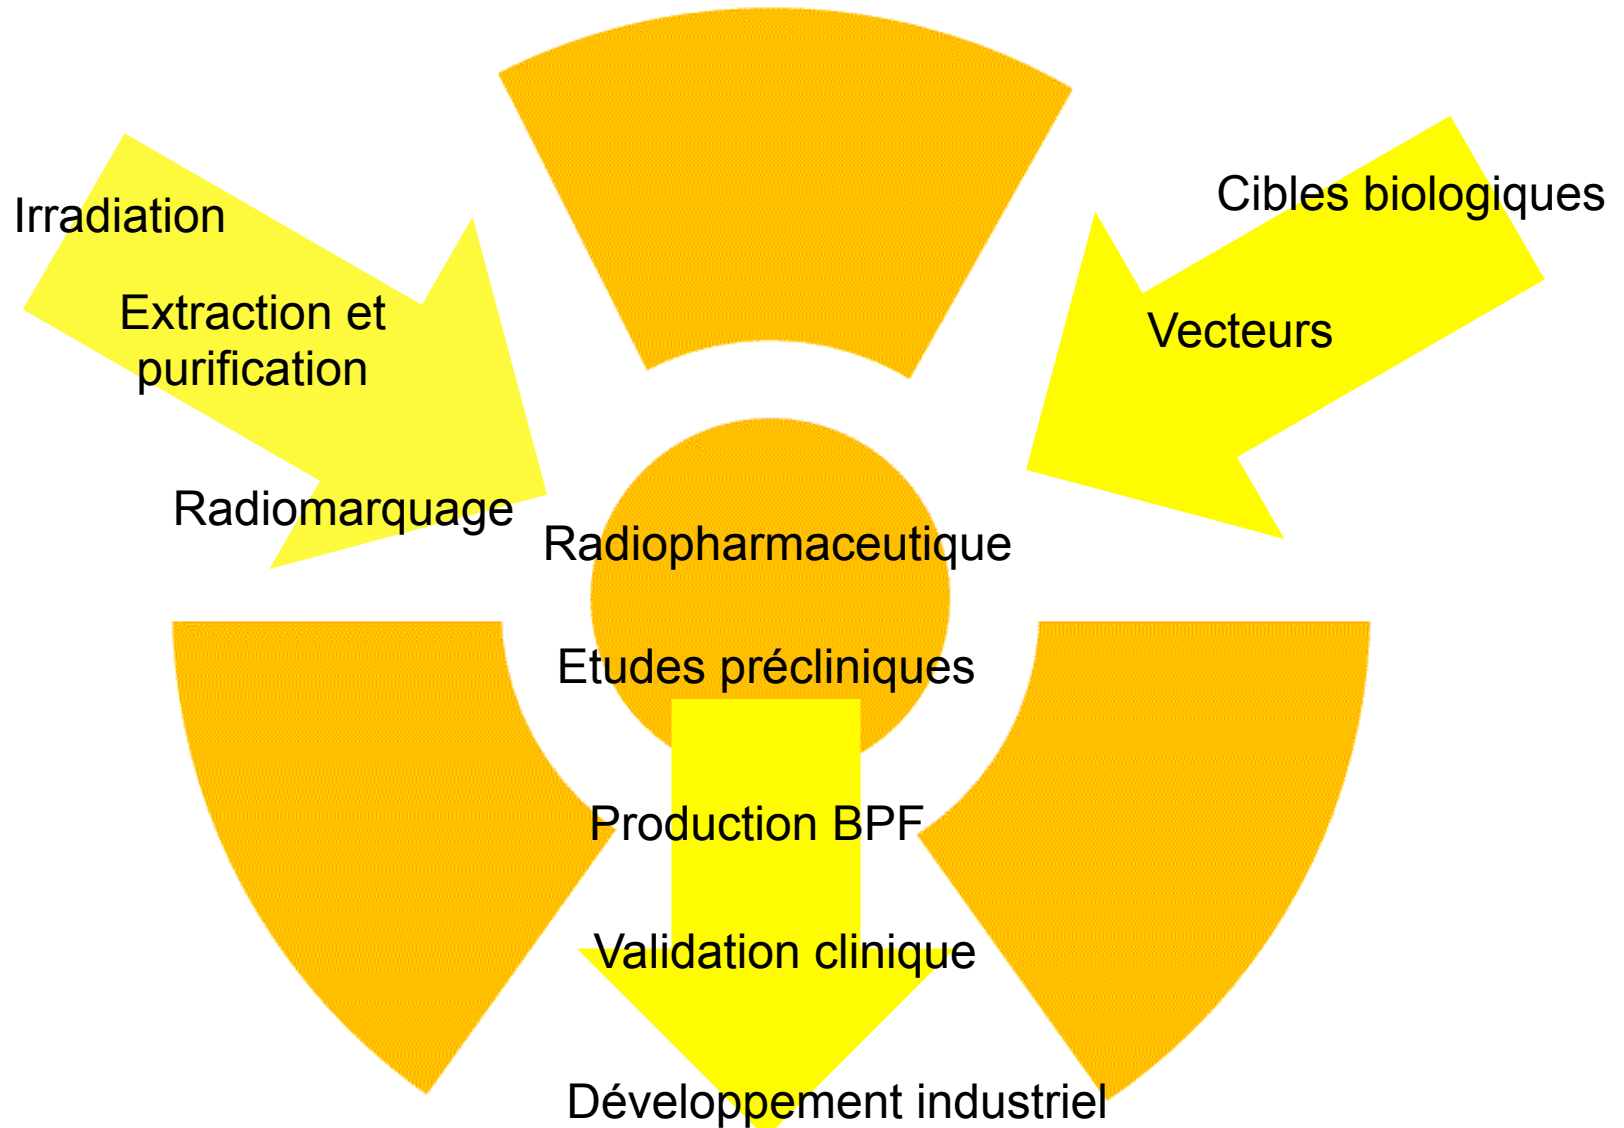 Irradiation
Extraction et
purification
Radiomarquage
Cibles biologiques
Vecteurs
Radiopharmaceutique
Etudes précliniques
Production BPF
Validation clinique
Développement industriel